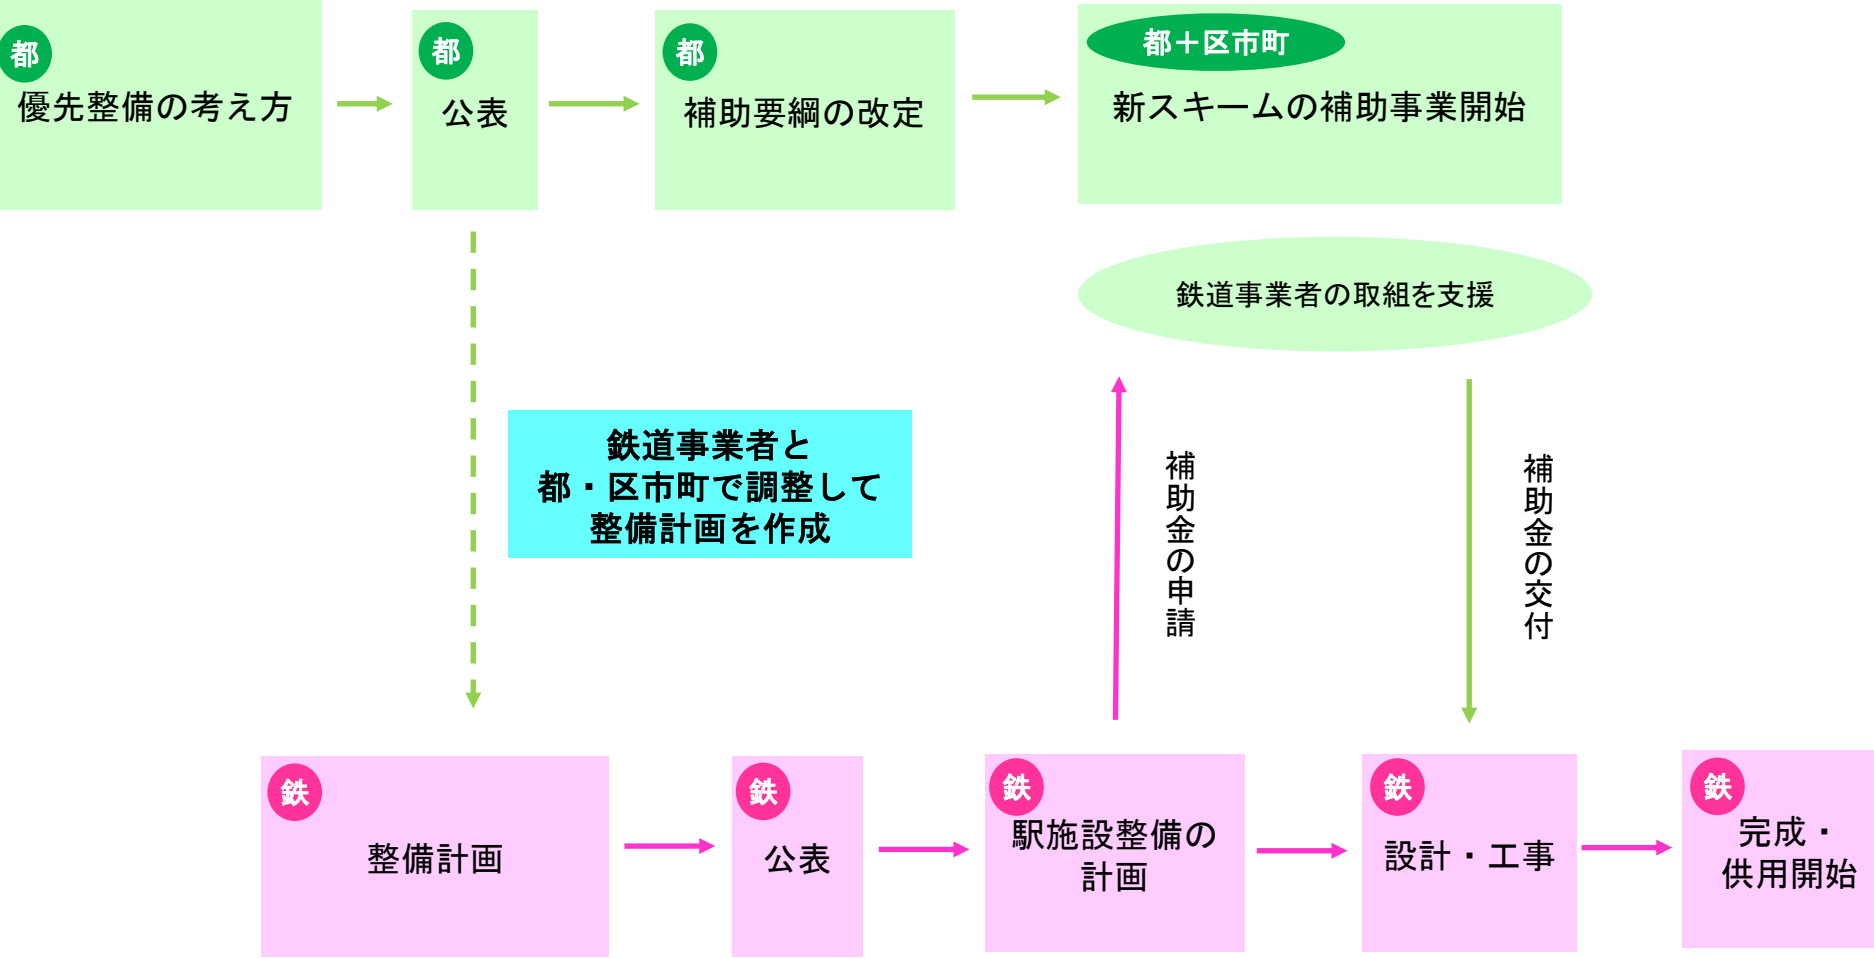 都
優先整備の考え方
都
公表
都
補助要綱の改定
都＋区市町
新スキームの補助事業開始
鉄道事業者の取組を支援
鉄道事業者と
都・区市町で調整して
整備計画を作成
補助金の申請
補助金の交付
鉄
整備計画
鉄
公表
鉄
駅施設整備の
計画
鉄
設計・工事
鉄
完成・
供用開始